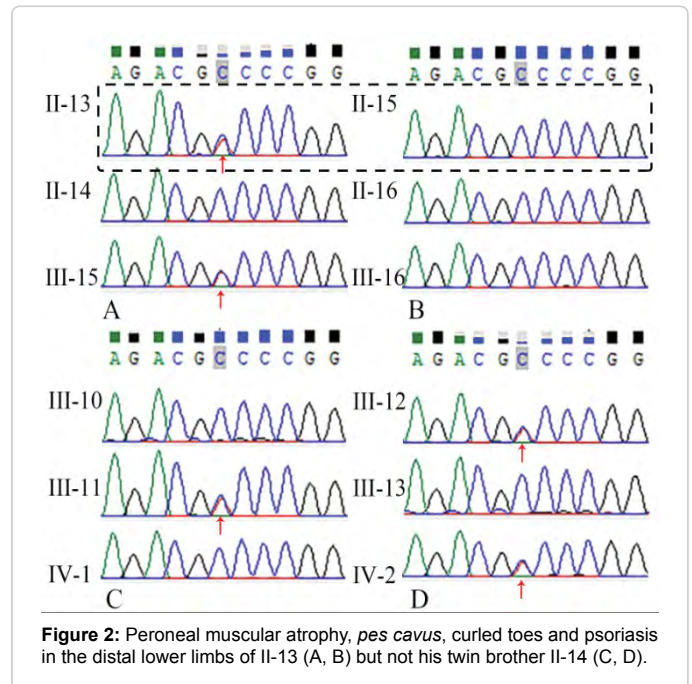 A G A C G C C C C G G
A G A C G C C C C G G
II-13
II-15
II-14
II-16
III-15
III-16
A
B
A G A C G C C C C G G
A G A C G C C C C G G
III-10
III-12
III-11
III-13
IV-1
IV-2
C
D
Figure 2: Peroneal muscular atrophy, pes cavus, curled toes and psoriasis
in the distal lower limbs of II-13 (A, B) but not his twin brother II-14 (C, D).